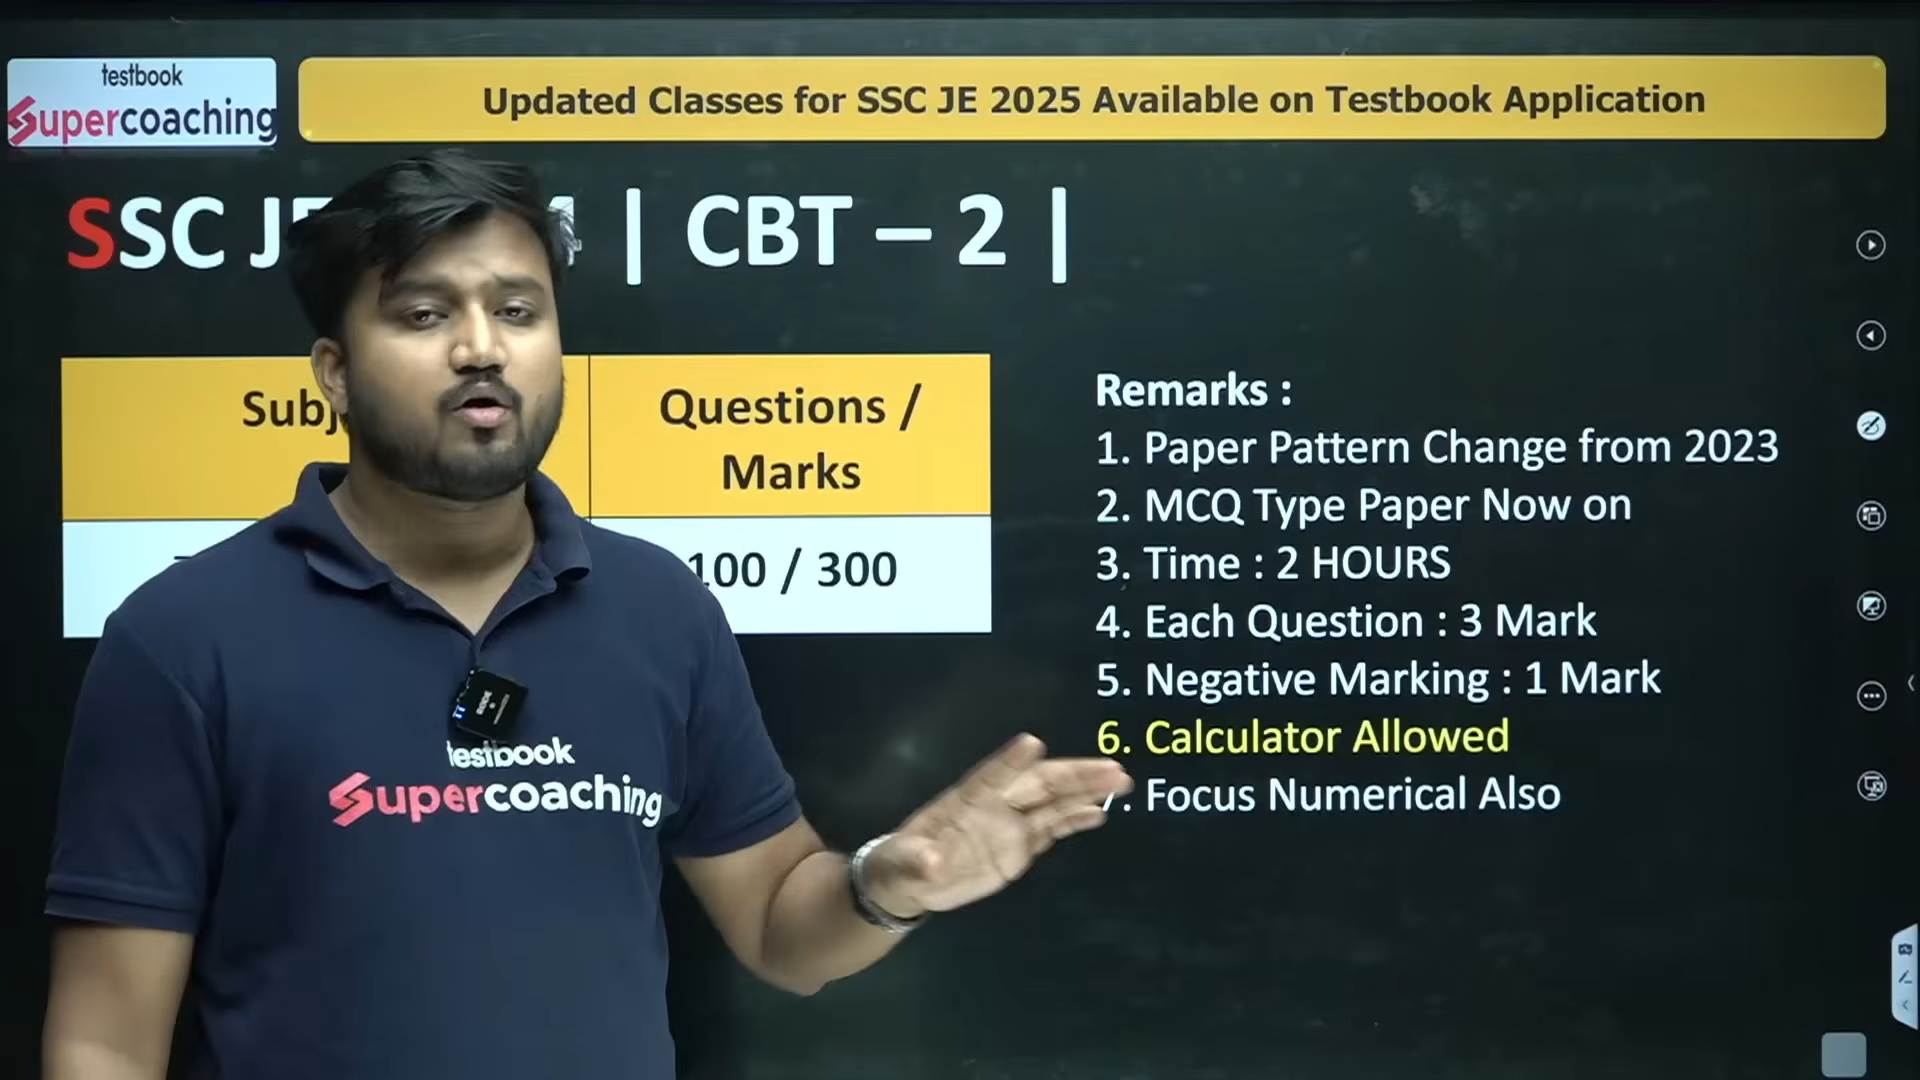 testbook
Supercoaching
Updated Classes for SSC JE 2025 Available on Testbook Application
SSC | CBT – 2 |
Questions /
Marks
100 / 300
Remarks :
1. Paper Pattern Change from 2023
2. MCQ Type Paper Now on
3. Time : 2 HOURS
4. Each Question : 3 Mark
5. Negative Marking : 1 Mark
6. Calculator Allowed
7. Focus Numerical Also
RODE
testbook
Supercoaching